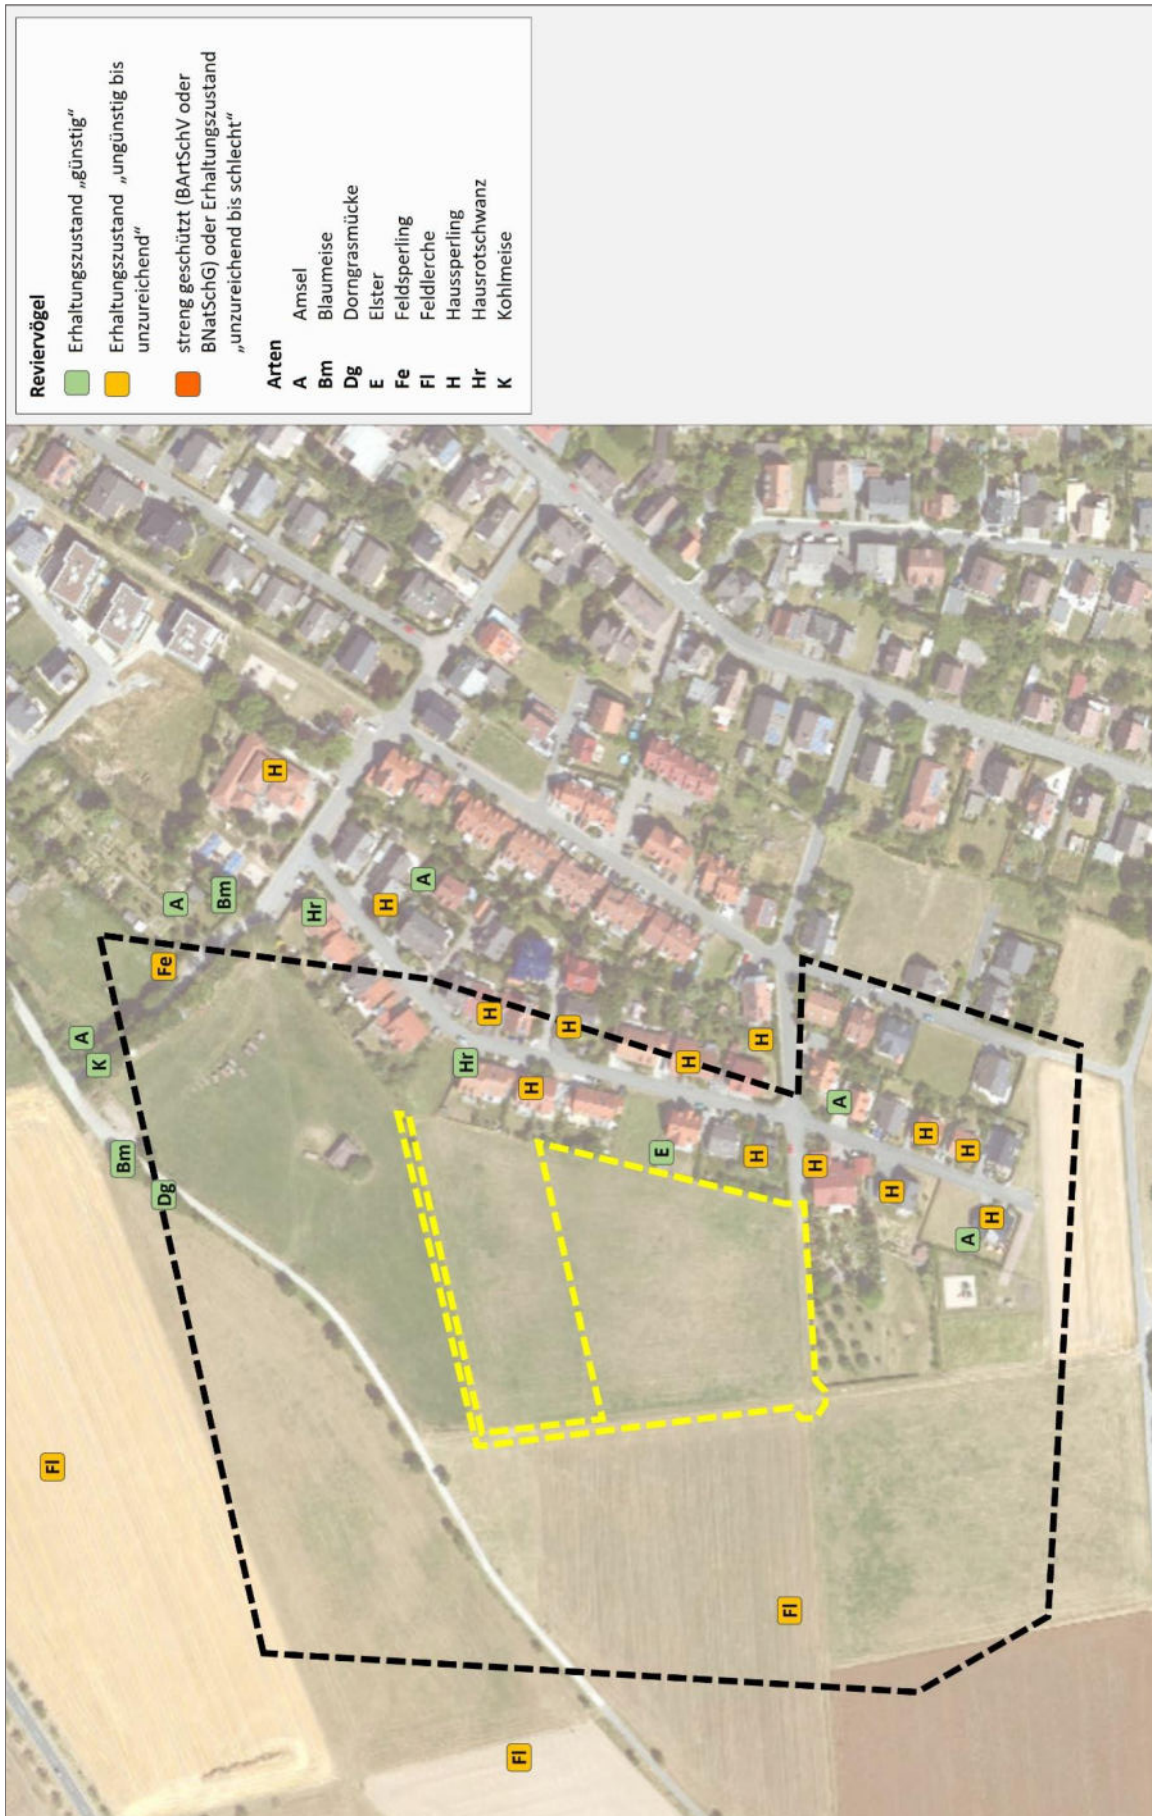 Reviervögel
Erhaltungszustand „günstig“
Erhaltungszustand „ungünstig bis
unzureichend“
streng geschützt (BArtSchV oder
BNatSchG) oder Erhaltungszustand
„unzureichend bis schlecht“
Arten
A Amsel
Bm Blaumeise
Dg Dorngrasmücke
E Elster
Fe Feldsperling
Fl Feldlerche
H Haussperling
Hr Hausrotschwanz
K Kohlmeise
Fl
Bm
K
A
Dg
Fe
A
Bm
H
Hr
H
A
Fl
Hr
H
H
H
E
H
H
H
Fl
H
A
H
H
H
A
H